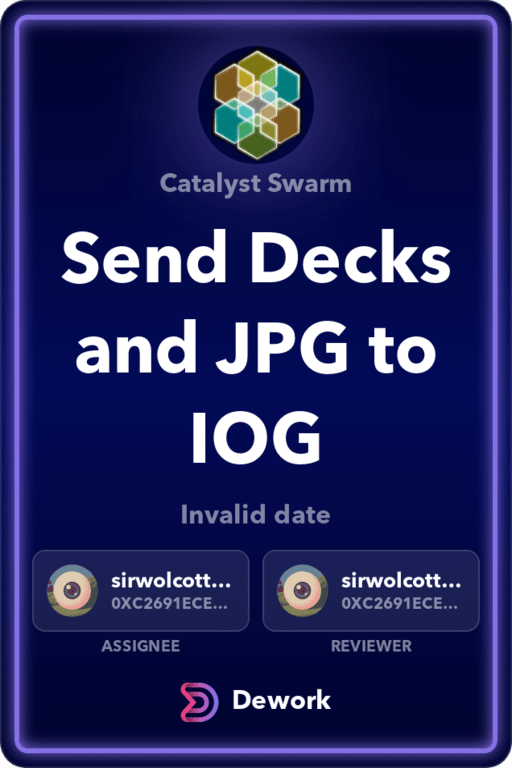 Catalyst Swarm
Send Decks
and JPG to
IOG
Invalid date
sirwolcott... sirwolcott...
0XC2691ECE... 0XC2691ECE...
ASSIGNEE REVIEWER
Dework